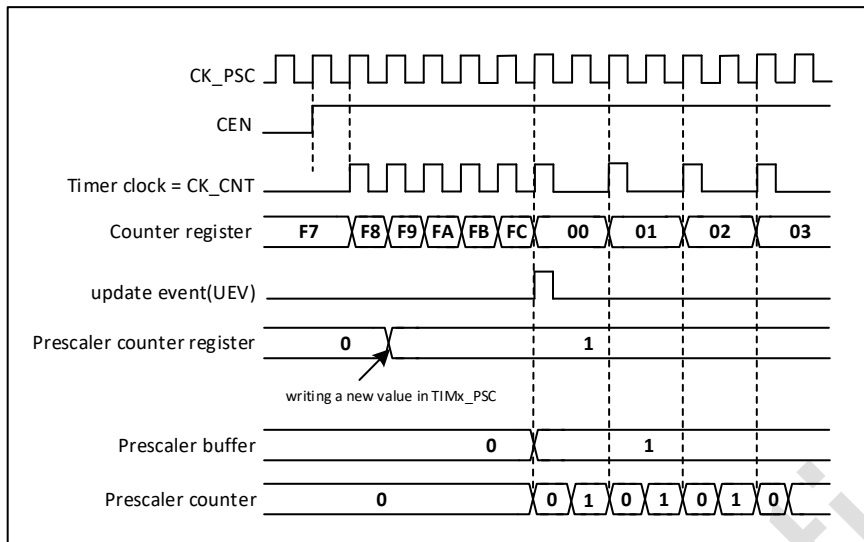 CK_PSC
CEN
Timer clock = CK_CNT
Counter register F7 F8 F9 FA FB FC 00 01 02 03
update event(UEV)
Prescaler counter register 0 1
writing a new value in TIMx_PSC
Prescaler buffer 0 1
Prescaler counter 0 0 1 0 1 0 1 0